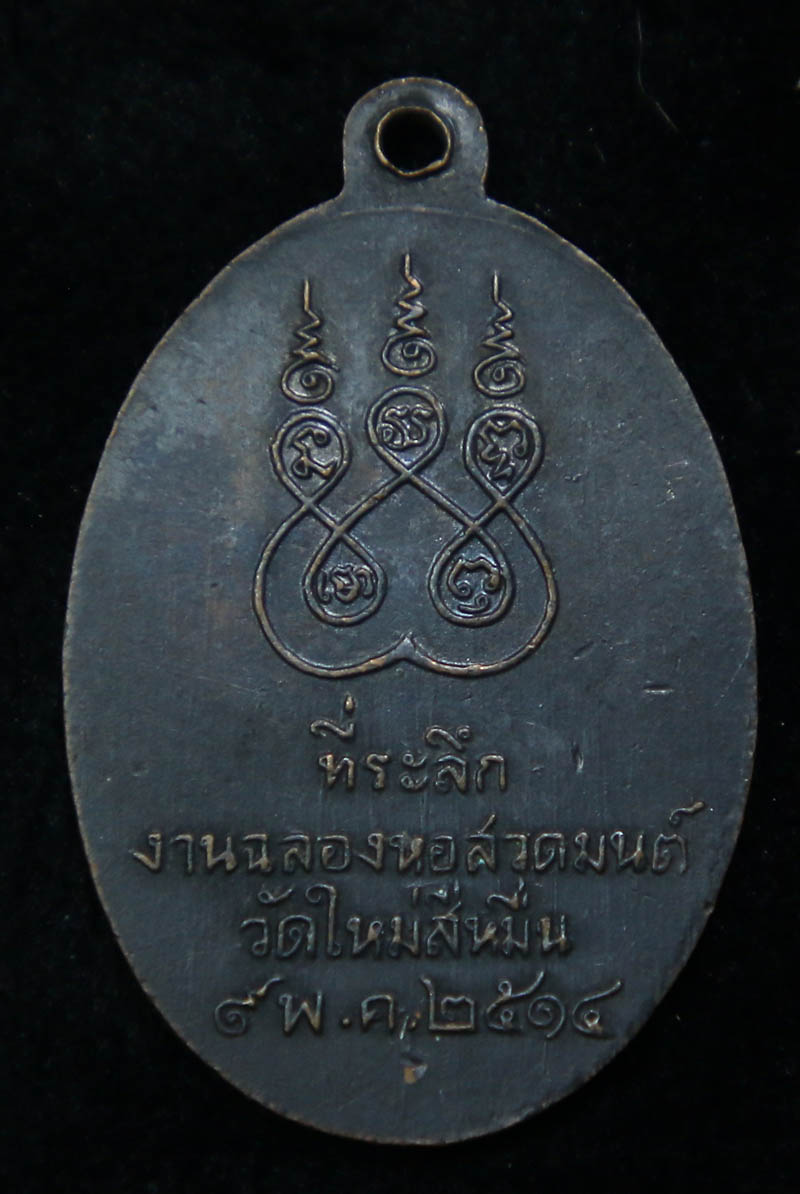 ที่ระลึก
งานฉลองหอสวดมนต์
วัดใหม่สี่หมื่น
๙ พ.ค. ๒๕๑๔